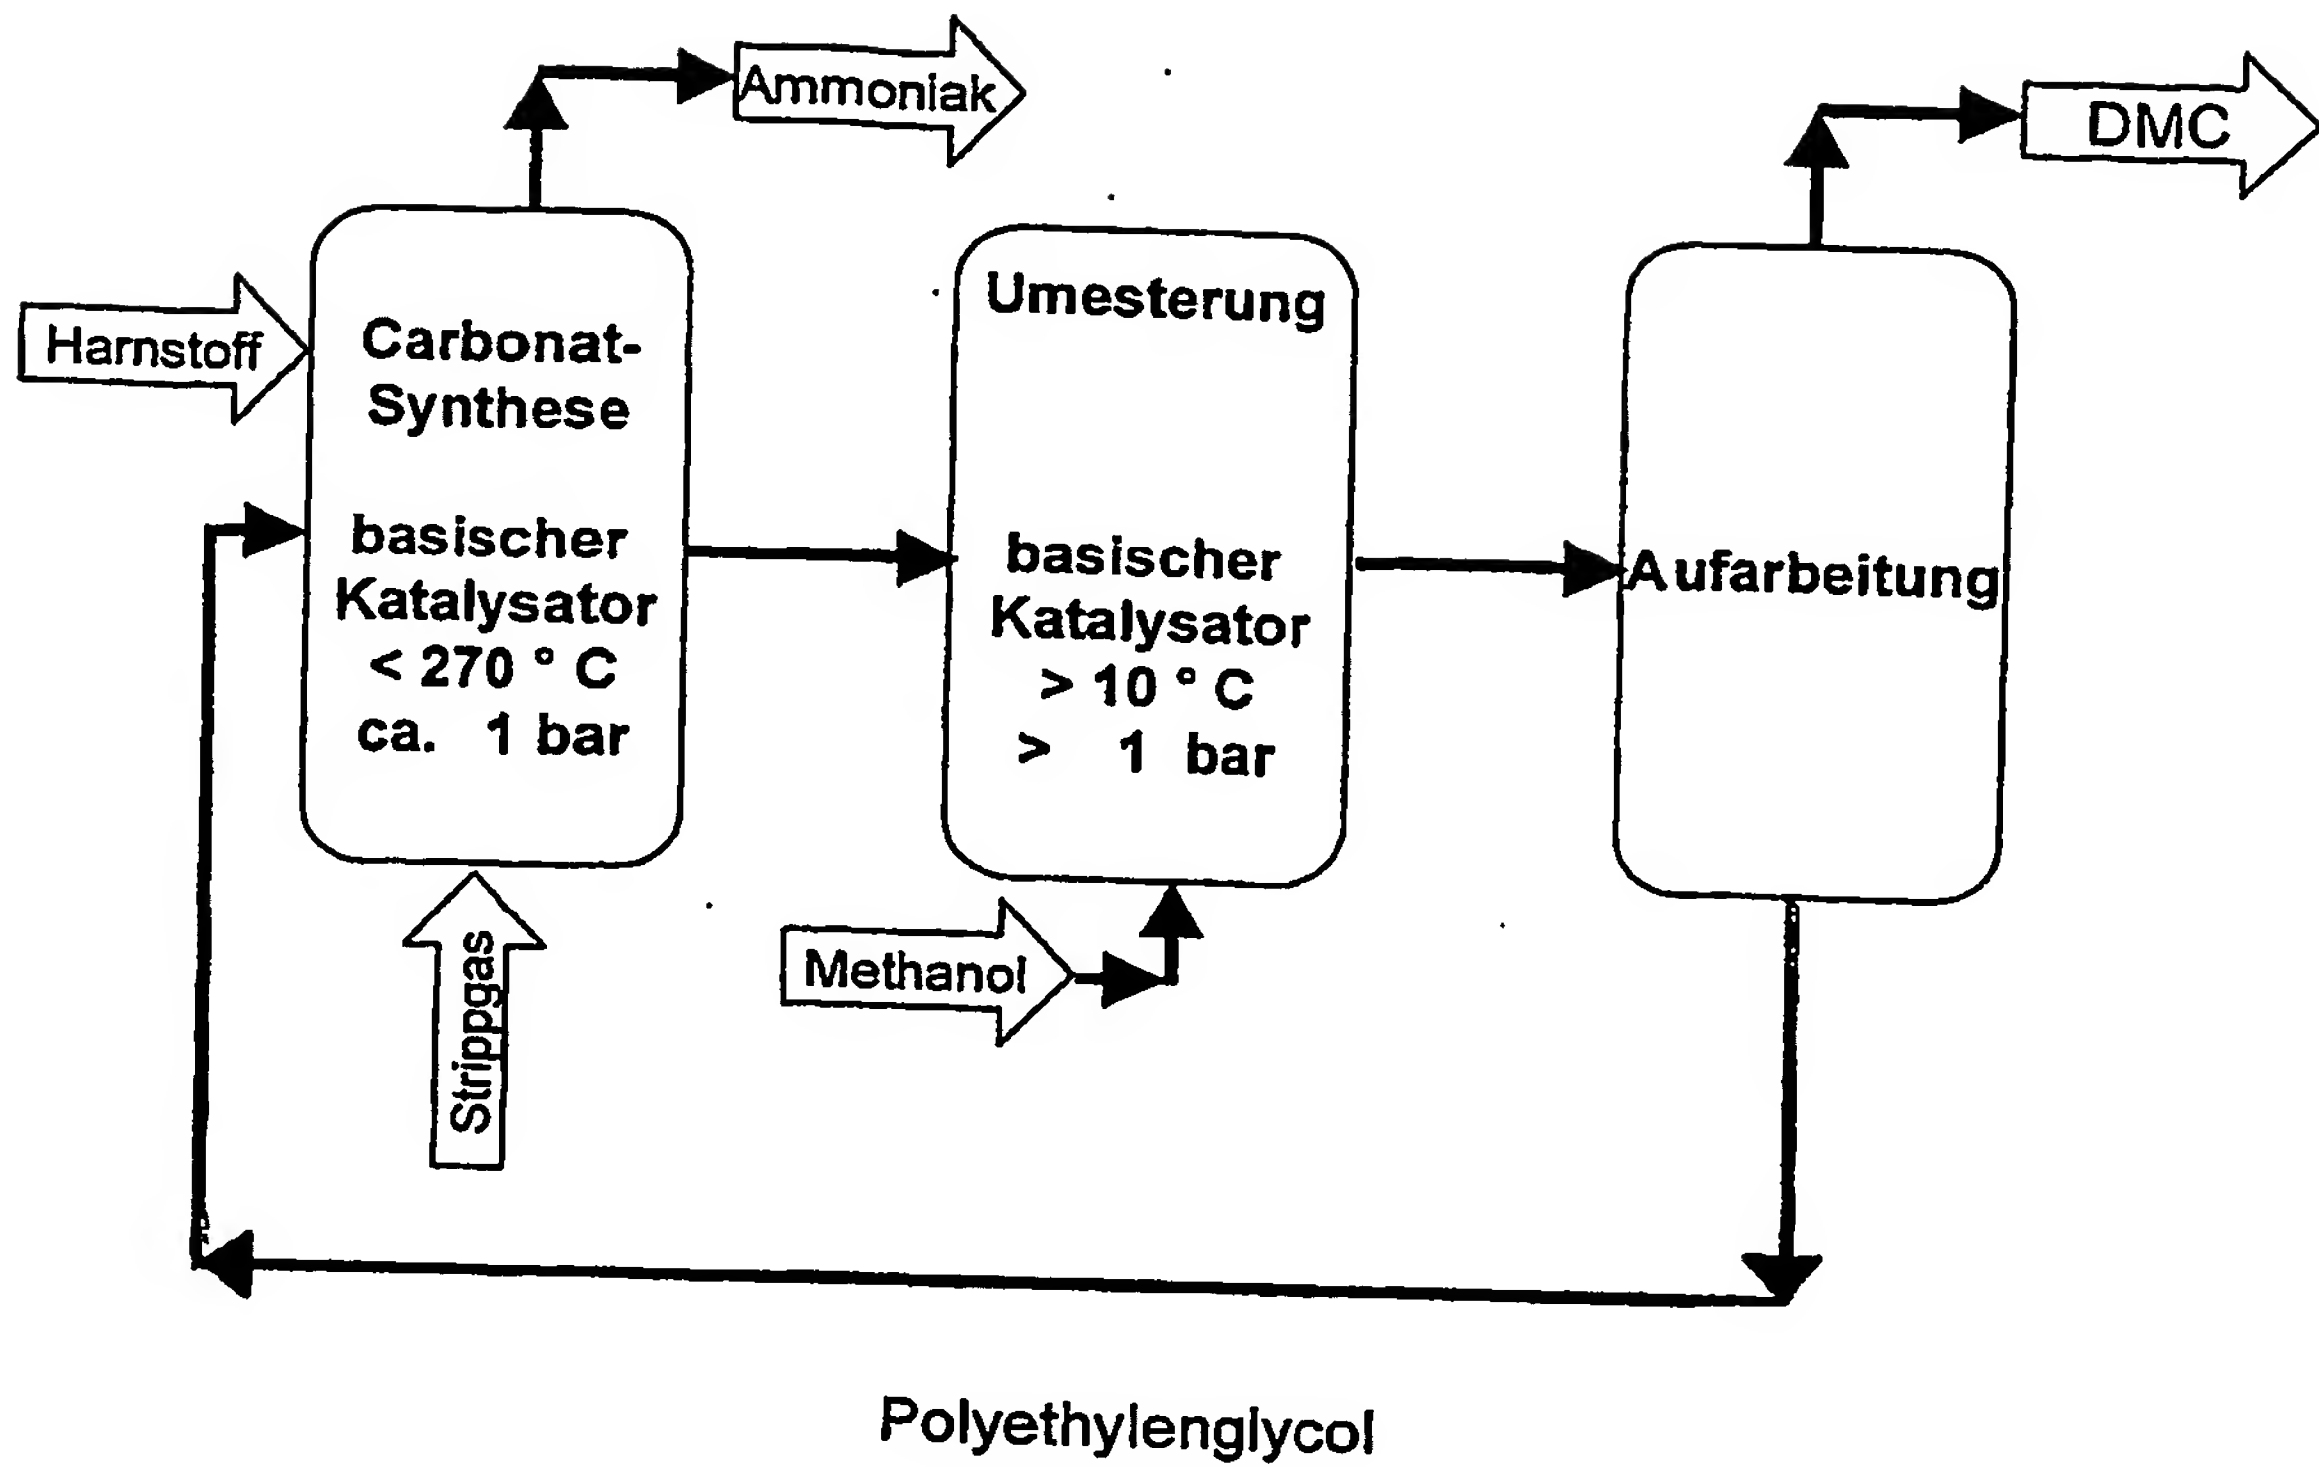 Ammoniak
DMC
Harnstoff
Carbonat-
Synthese
basischer
Katalysator
< 270 ° C
ca. 1 bar
Umesterung
basischer
Katalysator
> 10 ° C
> 1 bar
Aufarbeitung
Strippgas
Methanol
Polyethylenglycol